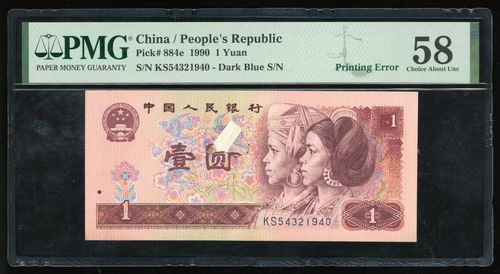 PMG
PAPER MONEY GUARANTY
China / People's Republic
Pick# 884e 1990 1 Yuan
S/N KS54321940 - Dark Blue S/N
Printing Error
58
Choice About Unc
中国人民银行
1
壹圆
KS54321940
1
1